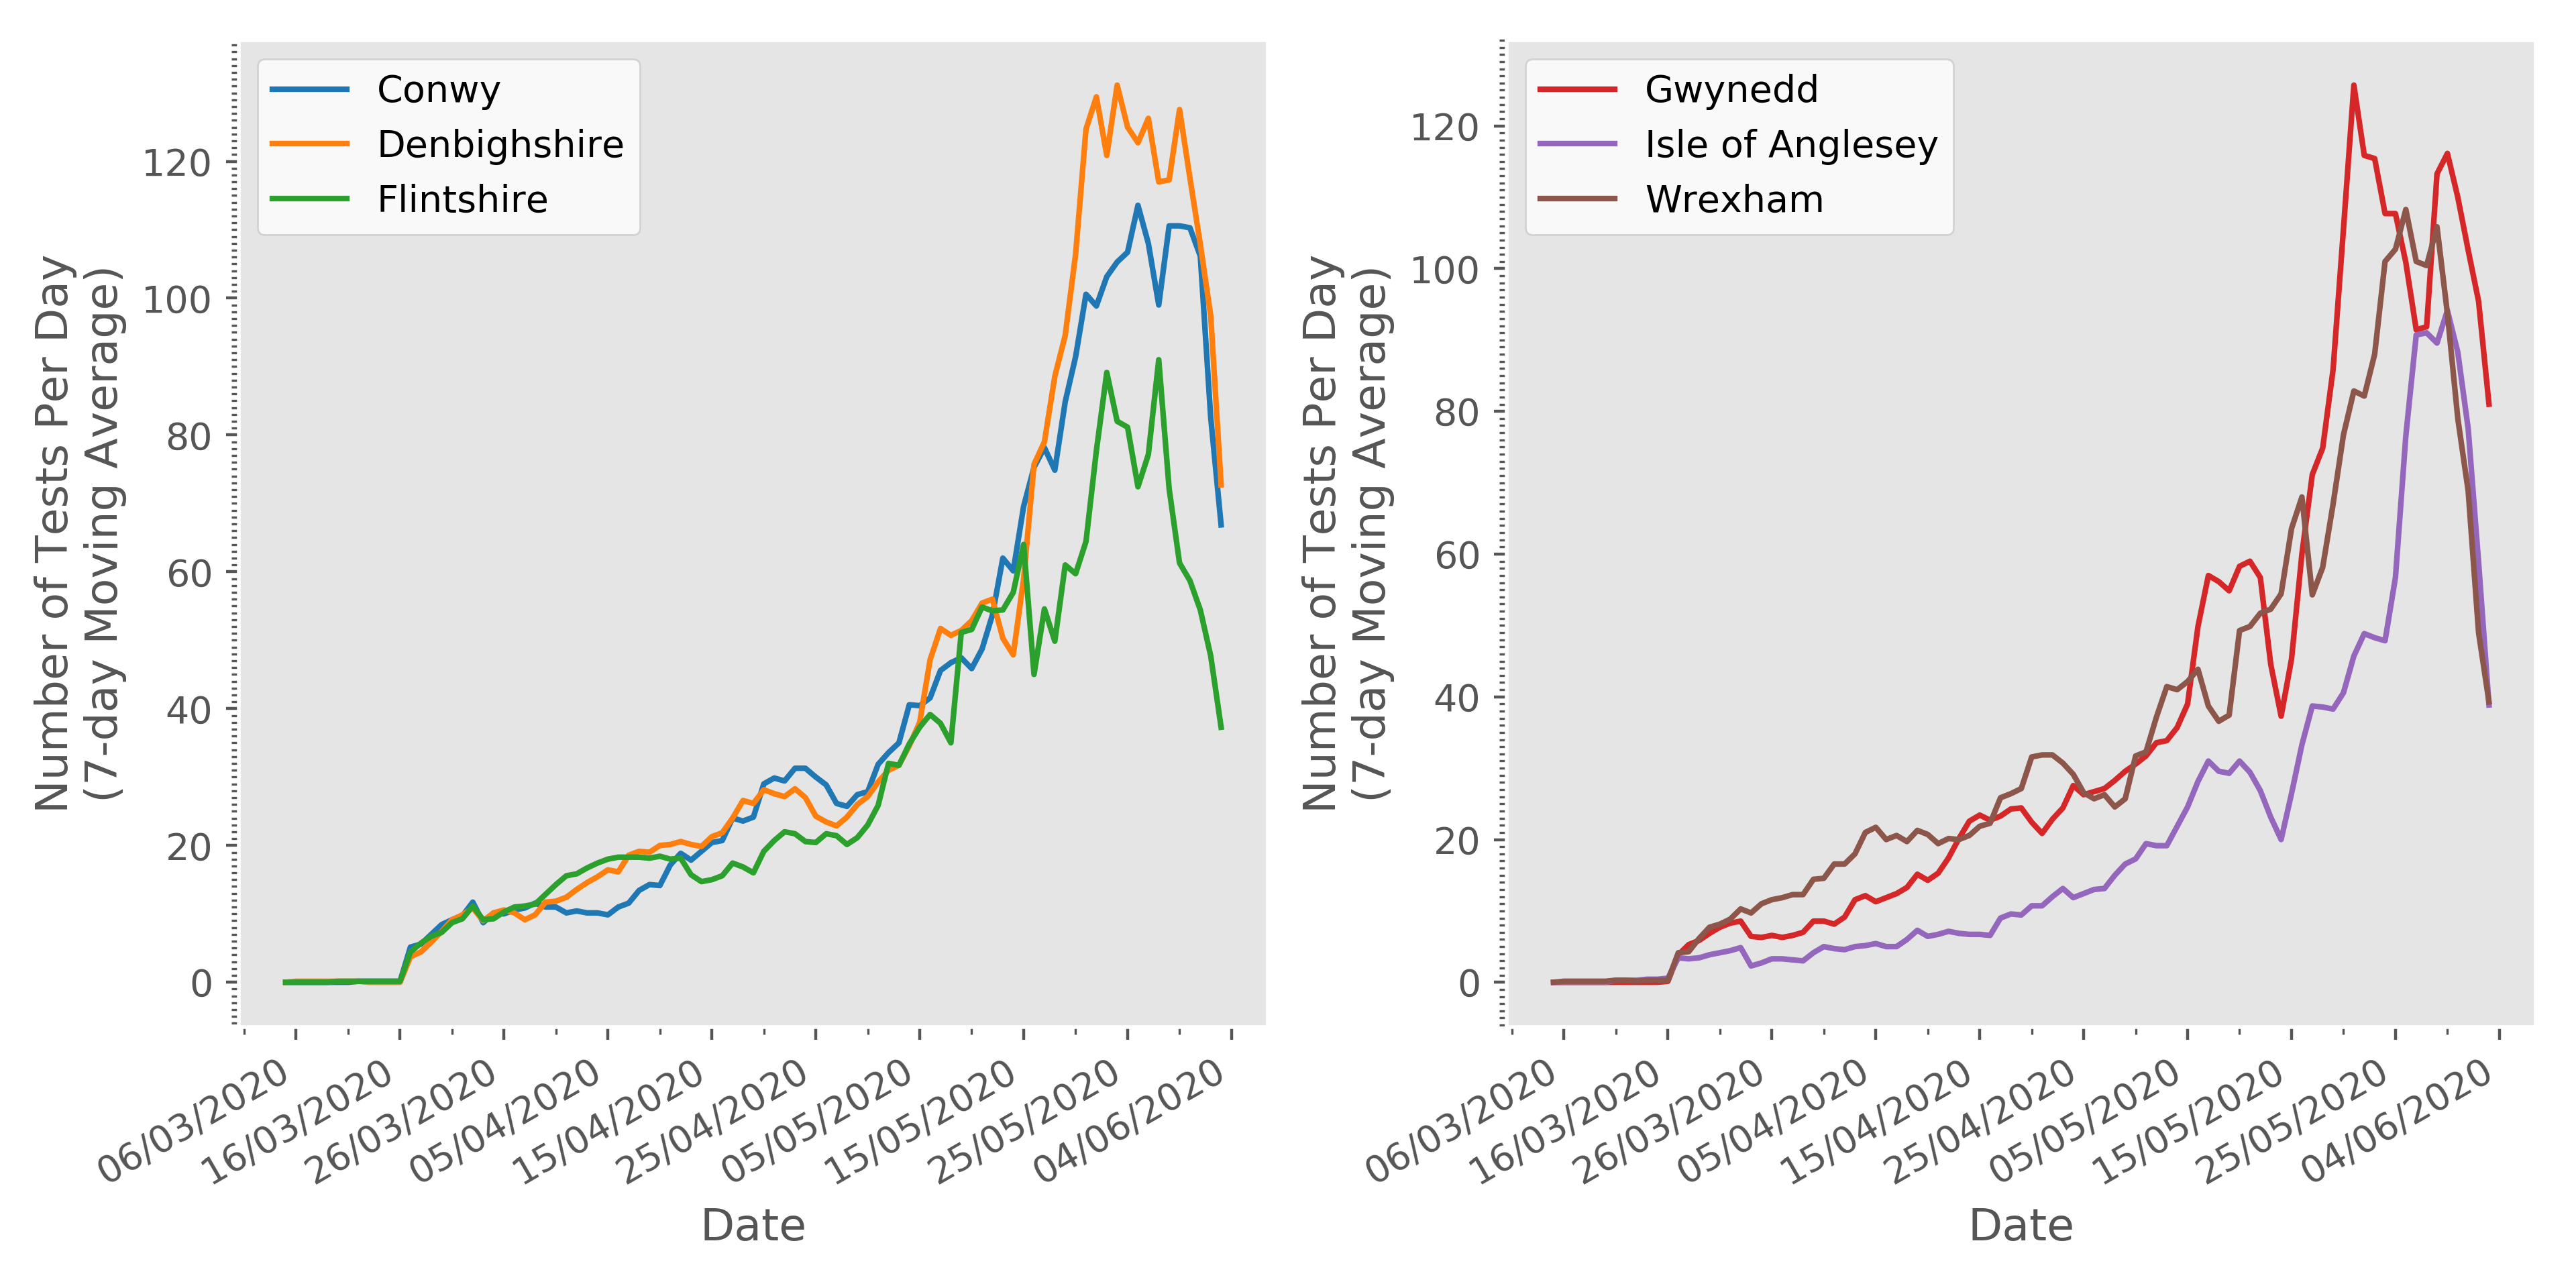 Conwy
Denbighshire
Flintshire
Number of Tests Per Day
(7-day Moving Average)
120
100
80
60
40
20
0
06/03/2020
16/03/2020
26/03/2020
05/04/2020
15/04/2020
25/04/2020
05/05/2020
15/05/2020
25/05/2020
04/06/2020
Date
Gwynedd
Isle of Anglesey
Wrexham
Number of Tests Per Day
(7-day Moving Average)
120
100
80
60
40
20
0
06/03/2020
16/03/2020
26/03/2020
05/04/2020
15/04/2020
25/04/2020
05/05/2020
15/05/2020
25/05/2020
04/06/2020
Date